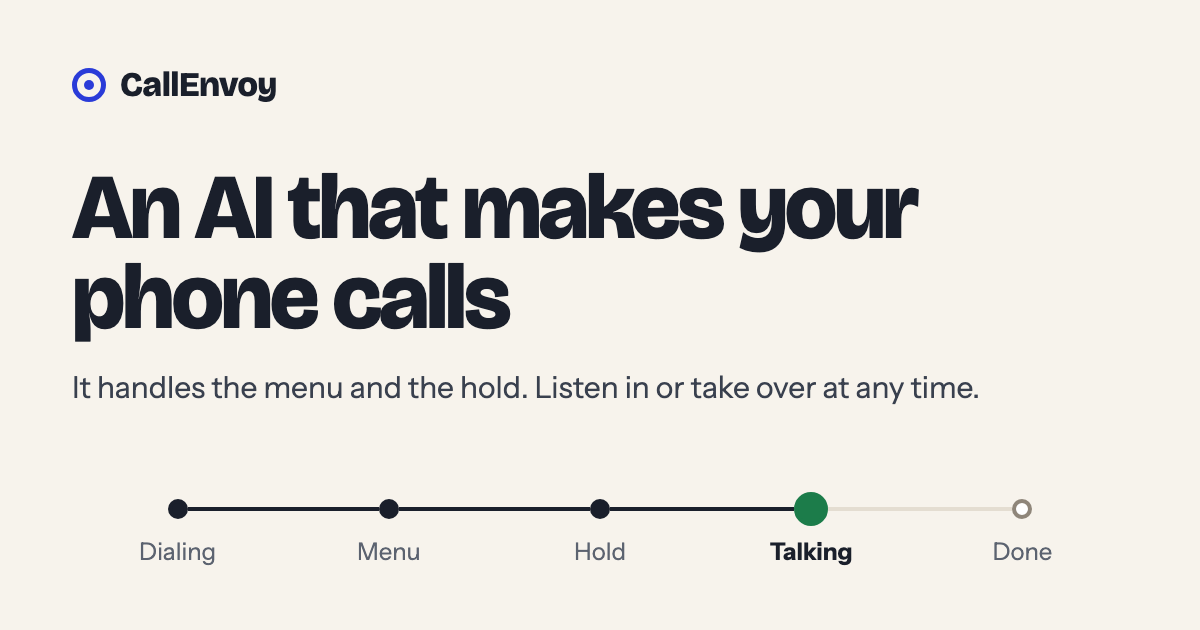 CallEnvoy
An AI that makes your
phone calls
It handles the menu and the hold. Listen in or take over at any time.
Dialing
Menu
Hold
Talking
Done